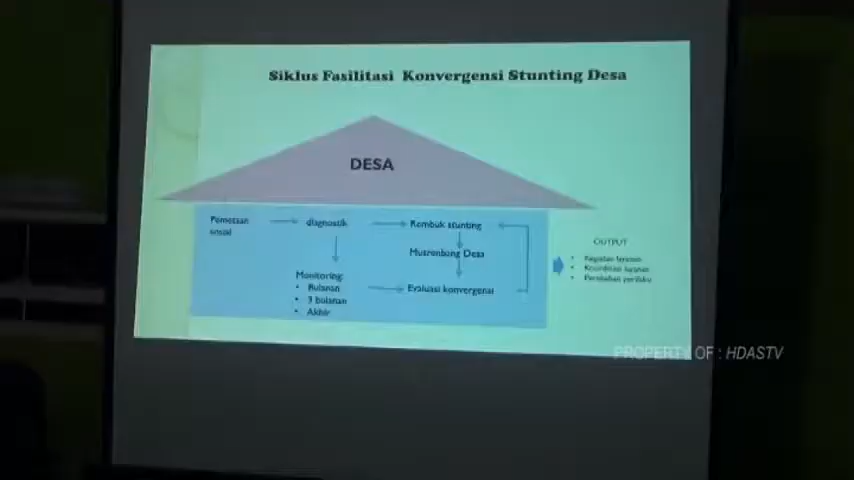 Siklus Fasilitasi Konvergensi Stunting Desa
DESA
Pemetaan
sosial
diagnostik
Rembuk stunting
Musrenbang Desa
Monitoring:
• Bulanan
• 3 bulanan
• Akhir
Evaluasi konvergensi
OUTPUT
• Kegiatan layanan
• Koordinasi layanan
• Perubahan perilaku
PROPERTY OF : HDASTV